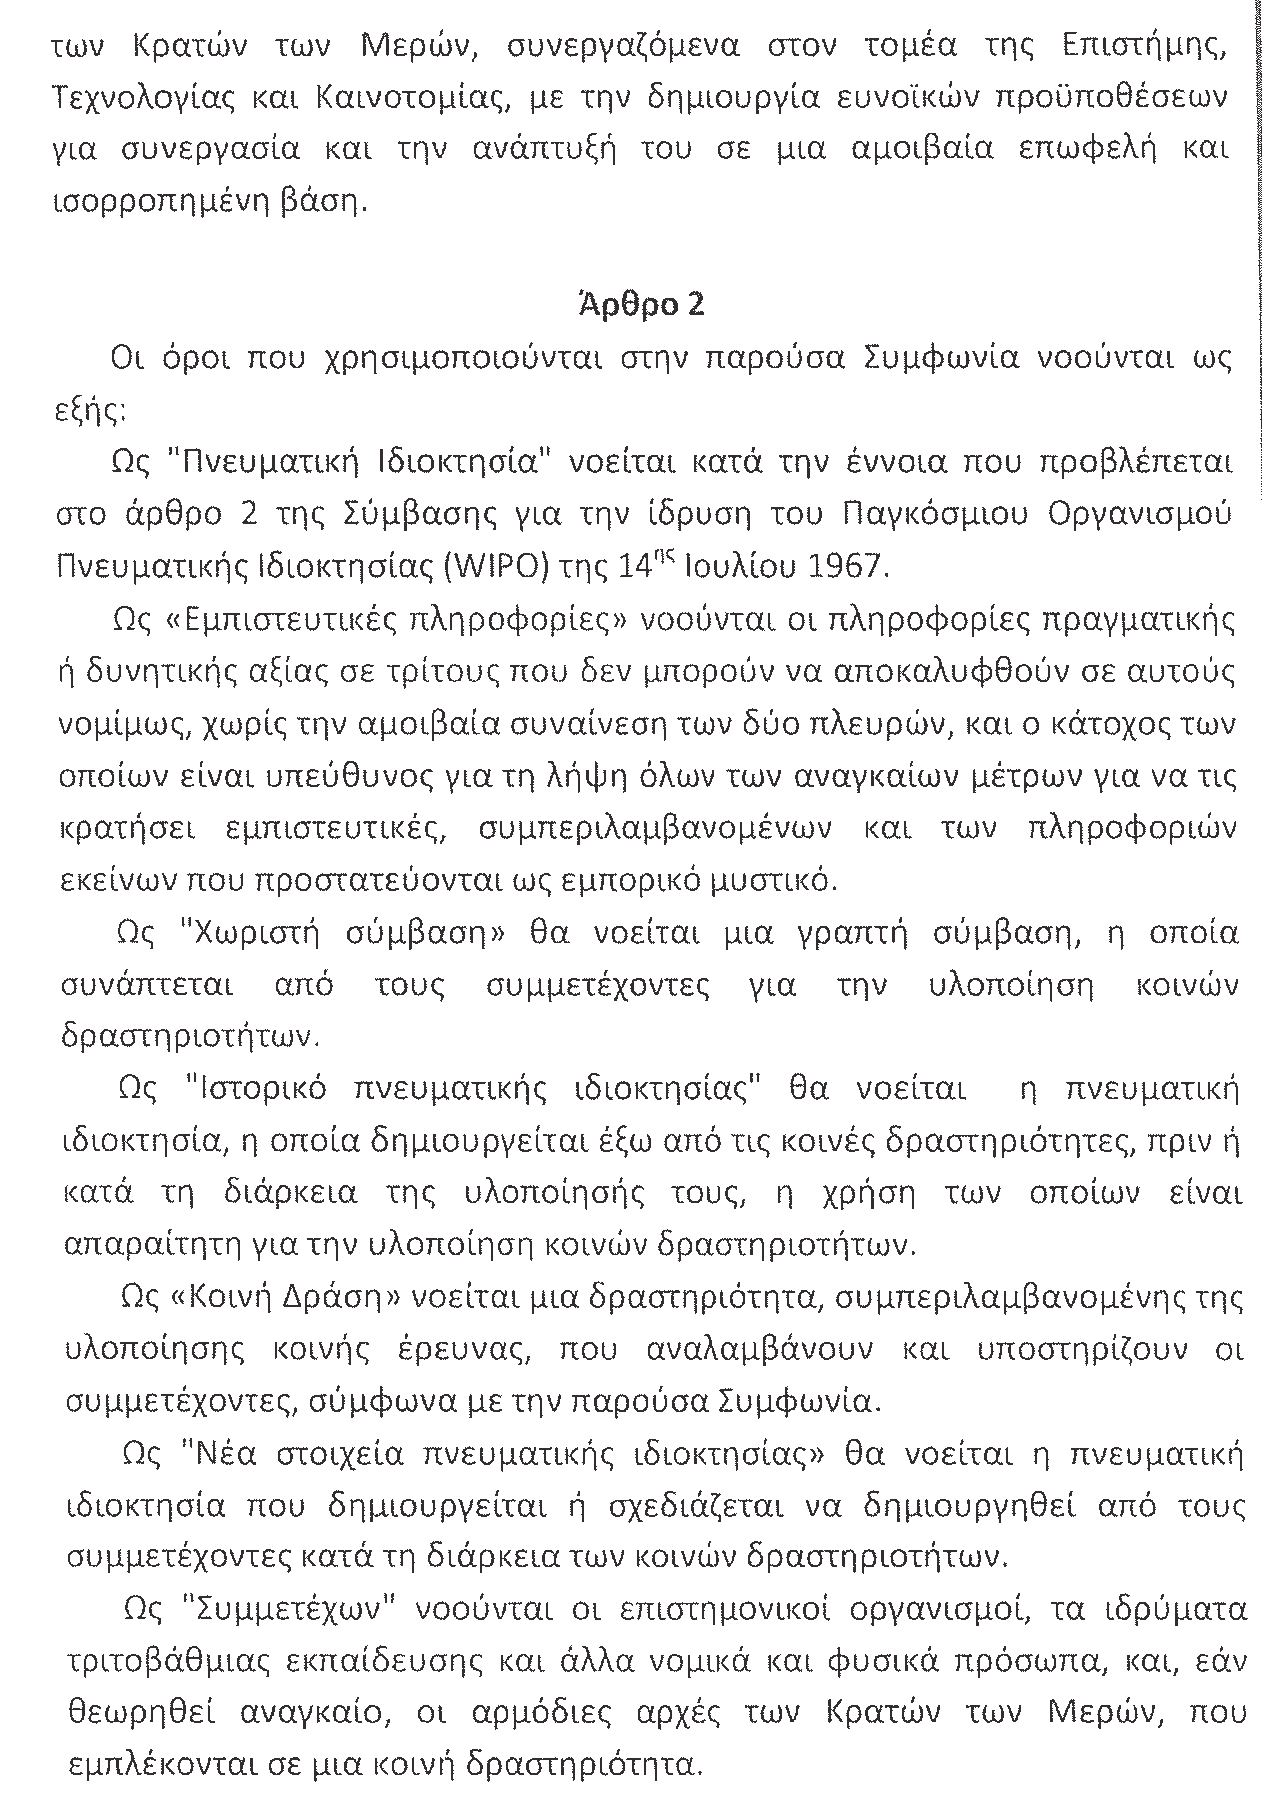 των Κρατών των Μερών, συνεργαζόμενα στον τομέα της Επιστήμης,
Τεχνολογίας και Καινοτομίας, με την δημιουργία ευνοϊκών προϋποθέσεων
για συνεργασία και την ανάπτυξή του σε μια αμοιβαία επωφελή και
ισορροπημένη βάση.
Άρθρο 2
Οι όροι που χρησιμοποιούνται στην παρούσα Συμφωνία νοούνται ως
εξής:
Ως "Πνευματική Ιδιοκτησία" νοείται κατά την έννοια που προβλέπεται
στο άρθρο 2 της Σύμβασης για την ίδρυση του Παγκόσμιου Οργανισμού
Πνευματικής Ιδιοκτησίας (WIPO) της 14ης Ιουλίου 1967.
Ως «Εμπιστευτικές πληροφορίες» νοούνται οι πληροφορίες πραγματικής
ή δυνητικής αξίας σε τρίτους που δεν μπορούν να αποκαλυφθούν σε αυτούς
νομίμως, χωρίς την αμοιβαία συναίνεση των δύο πλευρών, και ο κάτοχος των
οποίων είναι υπεύθυνος για τη λήψη όλων των αναγκαίων μέτρων για να τις
κρατήσει εμπιστευτικές, συμπεριλαμβανομένων και των πληροφοριών
εκείνων που προστατεύονται ως εμπορικό μυστικό.
Ως "Χωριστή σύμβαση» θα νοείται μια γραπτή σύμβαση, η οποία
συνάπτεται από τους συμμετέχοντες για την υλοποίηση κοινών
δραστηριοτήτων.
Ως "Ιστορικό πνευματικής ιδιοκτησίας" θα νοείται η πνευματική
ιδιοκτησία, η οποία δημιουργείται έξω από τις κοινές δραστηριότητες, πριν ή
κατά τη διάρκεια της υλοποίησής τους, η χρήση των οποίων είναι
απαραίτητη για την υλοποίηση κοινών δραστηριοτήτων.
Ως «Κοινή Δράση» νοείται μια δραστηριότητα, συμπεριλαμβανομένης της
υλοποίησης κοινής έρευνας, που αναλαμβάνουν και υποστηρίζουν οι
συμμετέχοντες, σύμφωνα με την παρούσα Συμφωνία.
Ως "Νέα στοιχεία πνευματικής ιδιοκτησίας» θα νοείται η πνευματική
ιδιοκτησία που δημιουργείται ή σχεδιάζεται να δημιουργηθεί από τους
συμμετέχοντες κατά τη διάρκεια των κοινών δραστηριοτήτων.
Ως "Συμμετέχων" νοούνται οι επιστημονικοί οργανισμοί, τα ιδρύματα
τριτοβάθμιας εκπαίδευσης και άλλα νομικά και φυσικά πρόσωπα, και, εάν
θεωρηθεί αναγκαίο, οι αρμόδιες αρχές των Κρατών των Μερών, που
εμπλέκονται σε μια κοινή δραστηριότητα.